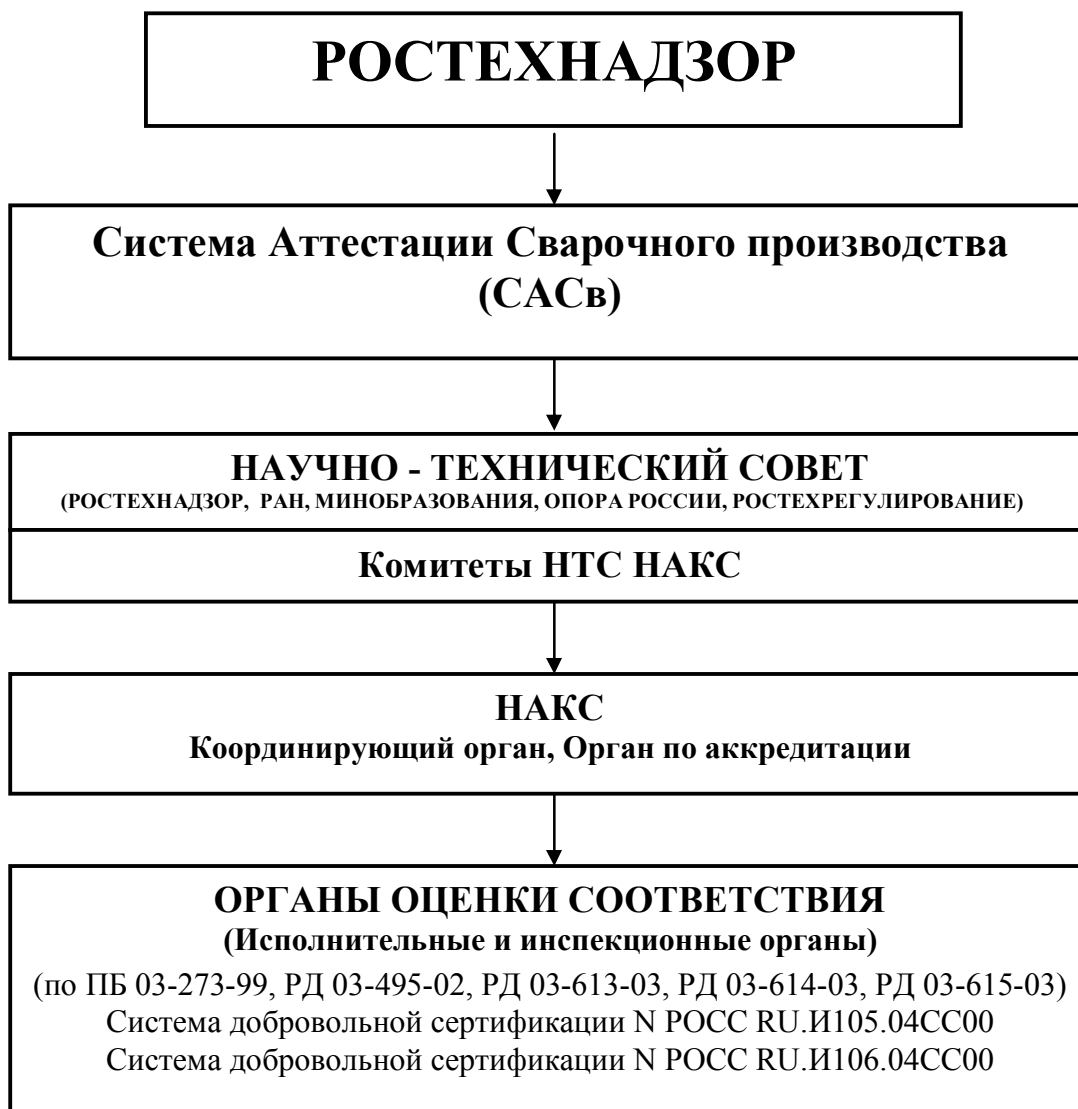 РОСТЕХНАДЗОР
Система Аттестации Сварочного производства
(САСв)
НАУЧНО - ТЕХНИЧЕСКИЙ СОВЕТ
(РОСТЕХНАДЗОР, РАН, МИНОБРАЗОВАНИЯ, ОПОРА РОССИИ, РОСТЕХРЕГУЛИРОВАНИЕ)
Комитеты НТС НАКС
НАКС
Координирующий орган, Орган по аккредитации
ОРГАНЫ ОЦЕНКИ СООТВЕТСТВИЯ
(Исполнительные и инспекционные органы)
(по ПБ 03-273-99, РД 03-495-02, РД 03-613-03, РД 03-614-03, РД 03-615-03)
Система добровольной сертификации N РОСС RU.И105.04СС00
Система добровольной сертификации N РОСС RU.И106.04СС00